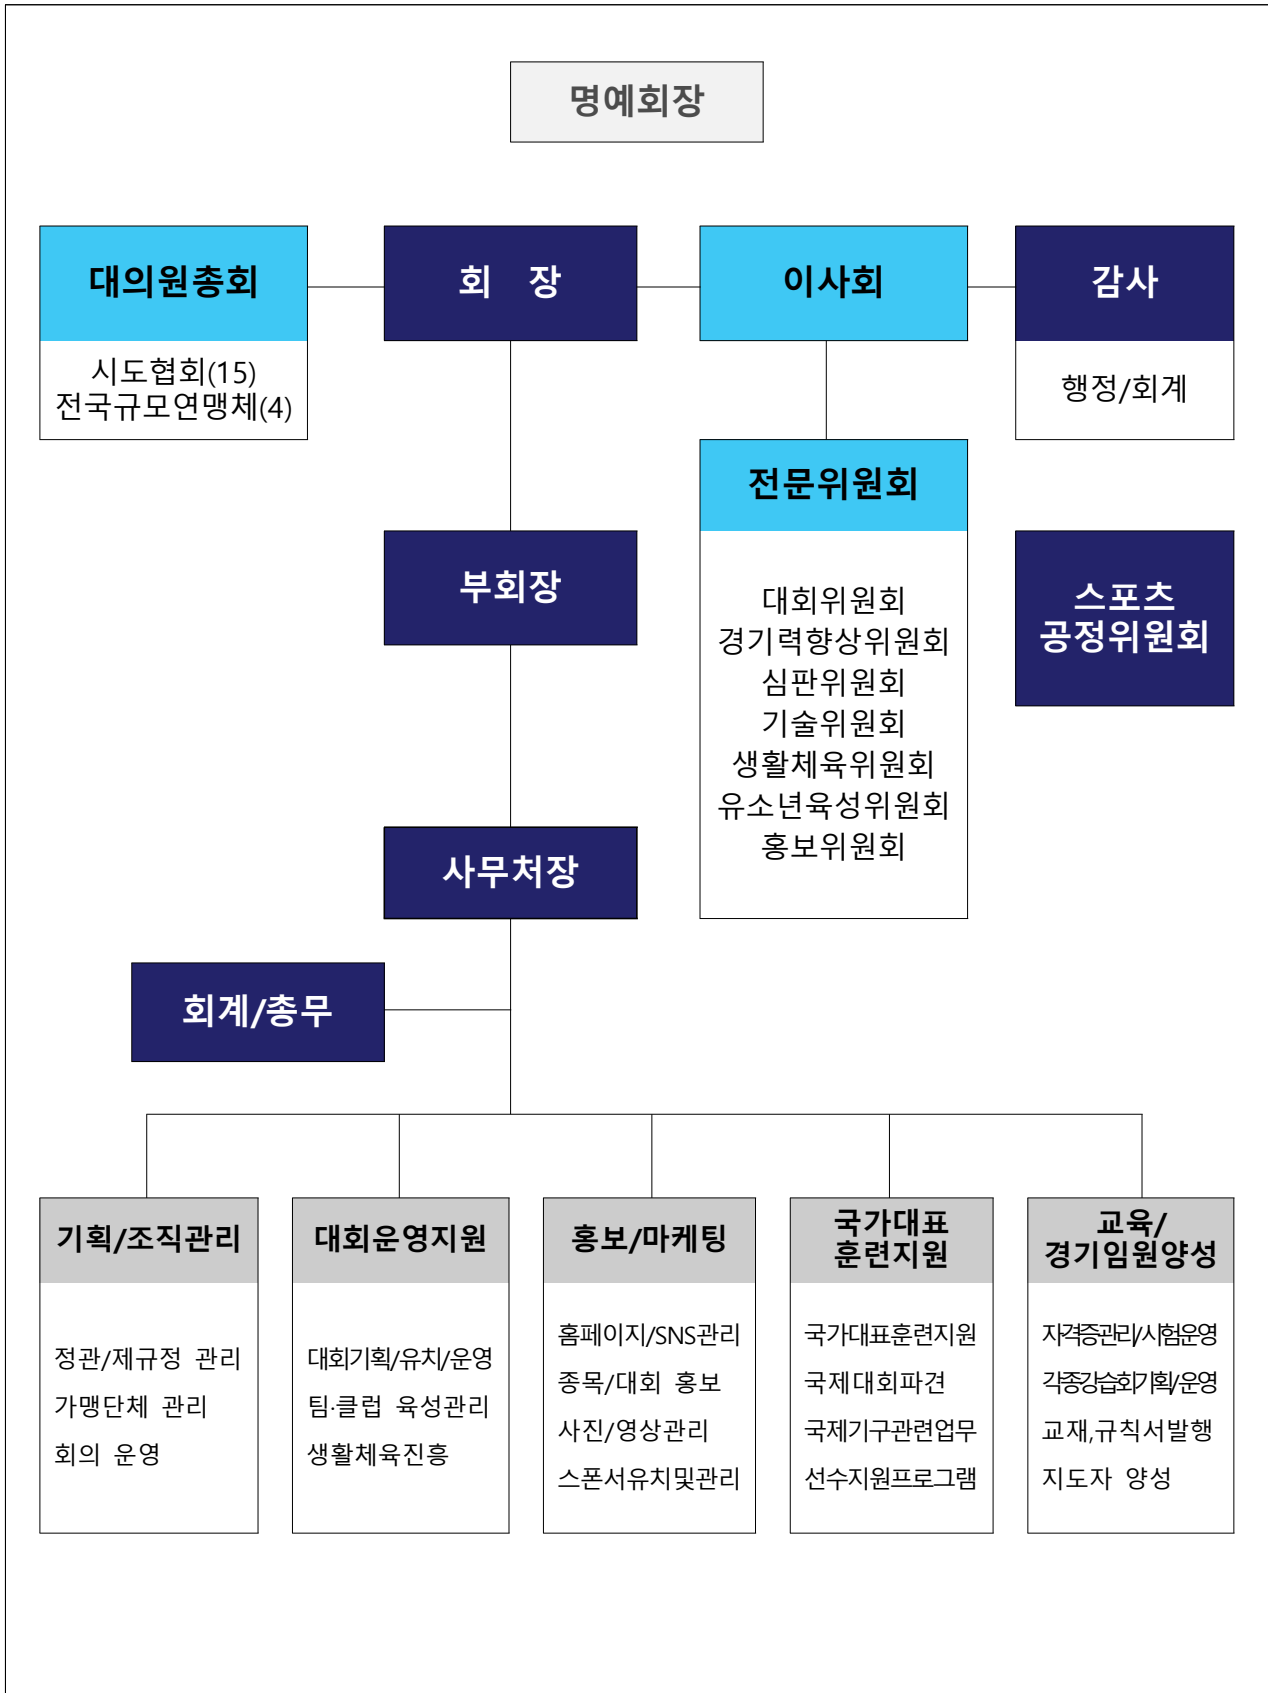 명예회장
대의원총회
시도협회(15)
전국규모연맹체(4)
회 장
이사회
감사
행정/회계
전문위원회
대회위원회
경기력향상위원회
심판위원회
기술위원회
생활체육위원회
유소년육성위원회
홍보위원회
부회장
스포츠
공정위원회
사무처장
회계/총무
기획/조직관리
정관/제규정 관리
가맹단체 관리
회의 운영
대회운영지원
대회기획/유치/운영
팀·클럽 육성관리
생활체육진흥
홍보/마케팅
홈페이지/SNS관리
종목/대회 홍보
사진/영상관리
스폰서유치및관리
국가대표
훈련지원
국가대표훈련지원
국제대회파견
국제기구관련업무
선수지원프로그램
교육/
경기임원양성
자격증관리/시험운영
각종강습회기획/운영
교재,규칙서발행
지도자 양성